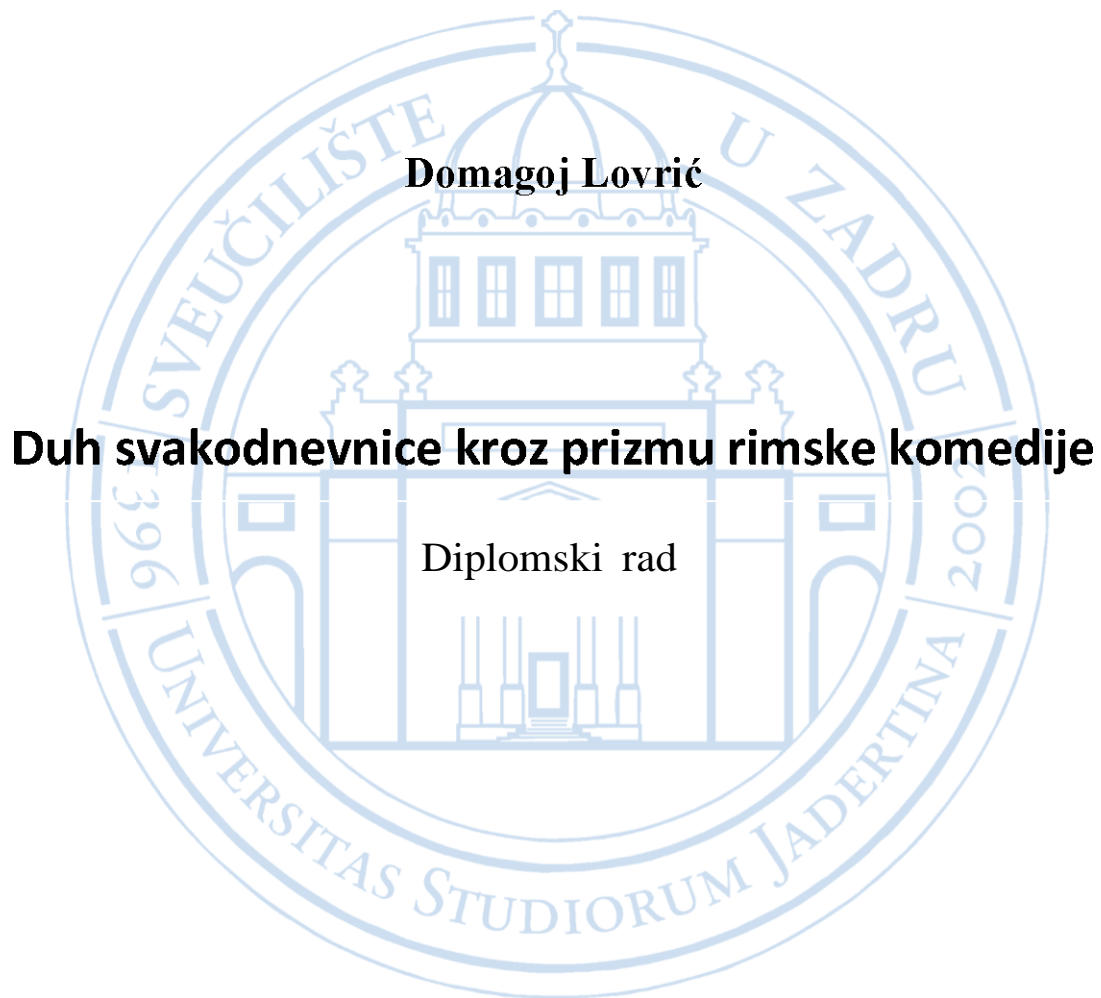 Domagoj Lovrić
Duh svakodnevnice kroz prizmu rimske komedije
Diplomski rad
SVEUČILIŠTE U ZADRU
1396
2002
UNIVERSITAS STUDIORUM JADERTINA